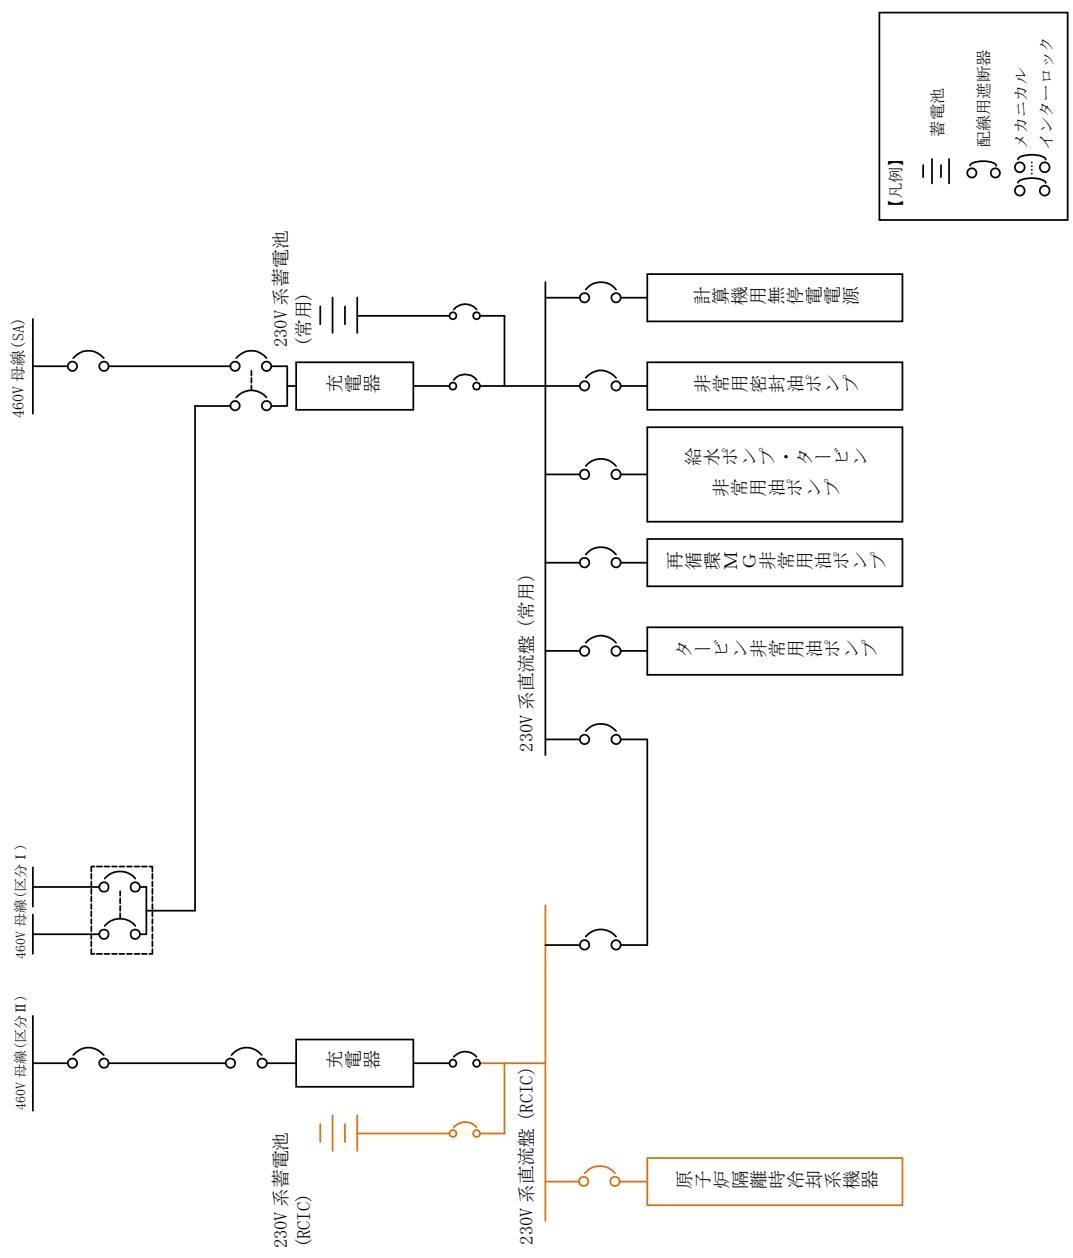 460V 母線(区分Ⅱ)
460V 母線(区分Ⅰ)
460V 母線(SA)
充電器
充電器
230V 系蓄電池
(RCIC)
230V 系蓄電池
(常用)
230V 系直流盤 (RCIC)
230V 系直流盤 (常用)
原子炉隔離時冷却系機器
タービン非常用油ポンプ
再循環MG非常用油ポンプ
給水ポンプ・タービン
非常用油ポンプ
非常用密封油ポンプ
計算機用無停電電源
【凡例】
蓄電池
配線用遮断器
メカニカル
インターロック